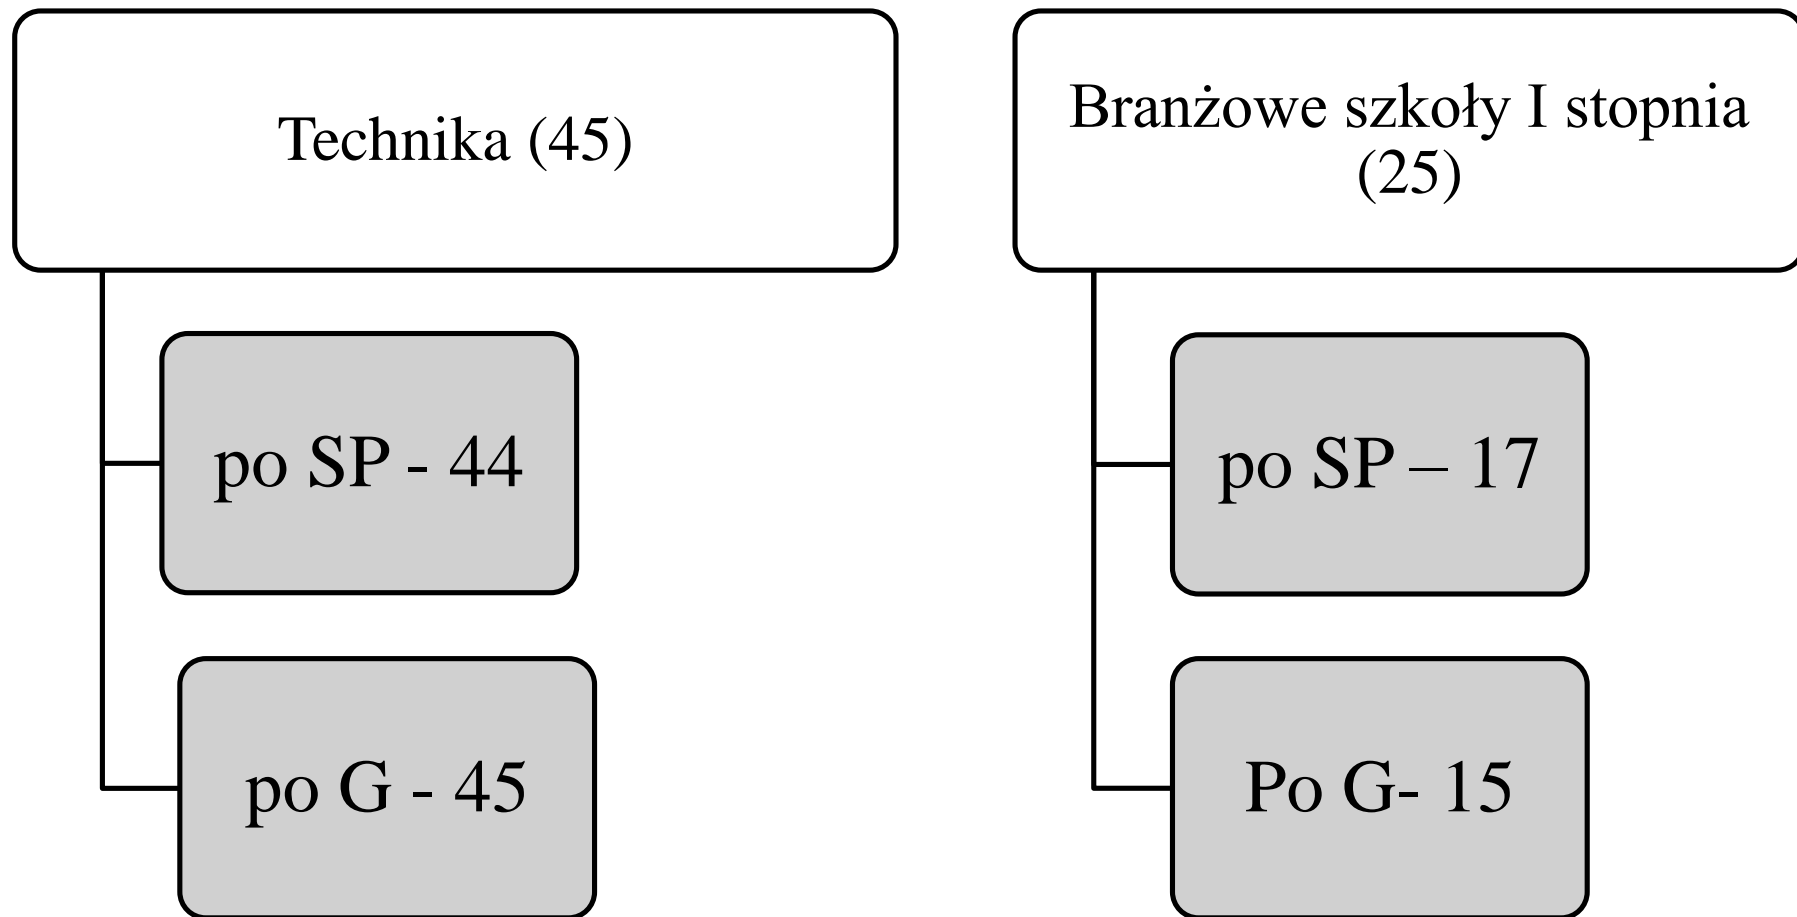 Technika (45)
po SP - 44
po G - 45
Branżowe szkoły I stopnia
(25)
po SP – 17
Po G- 15